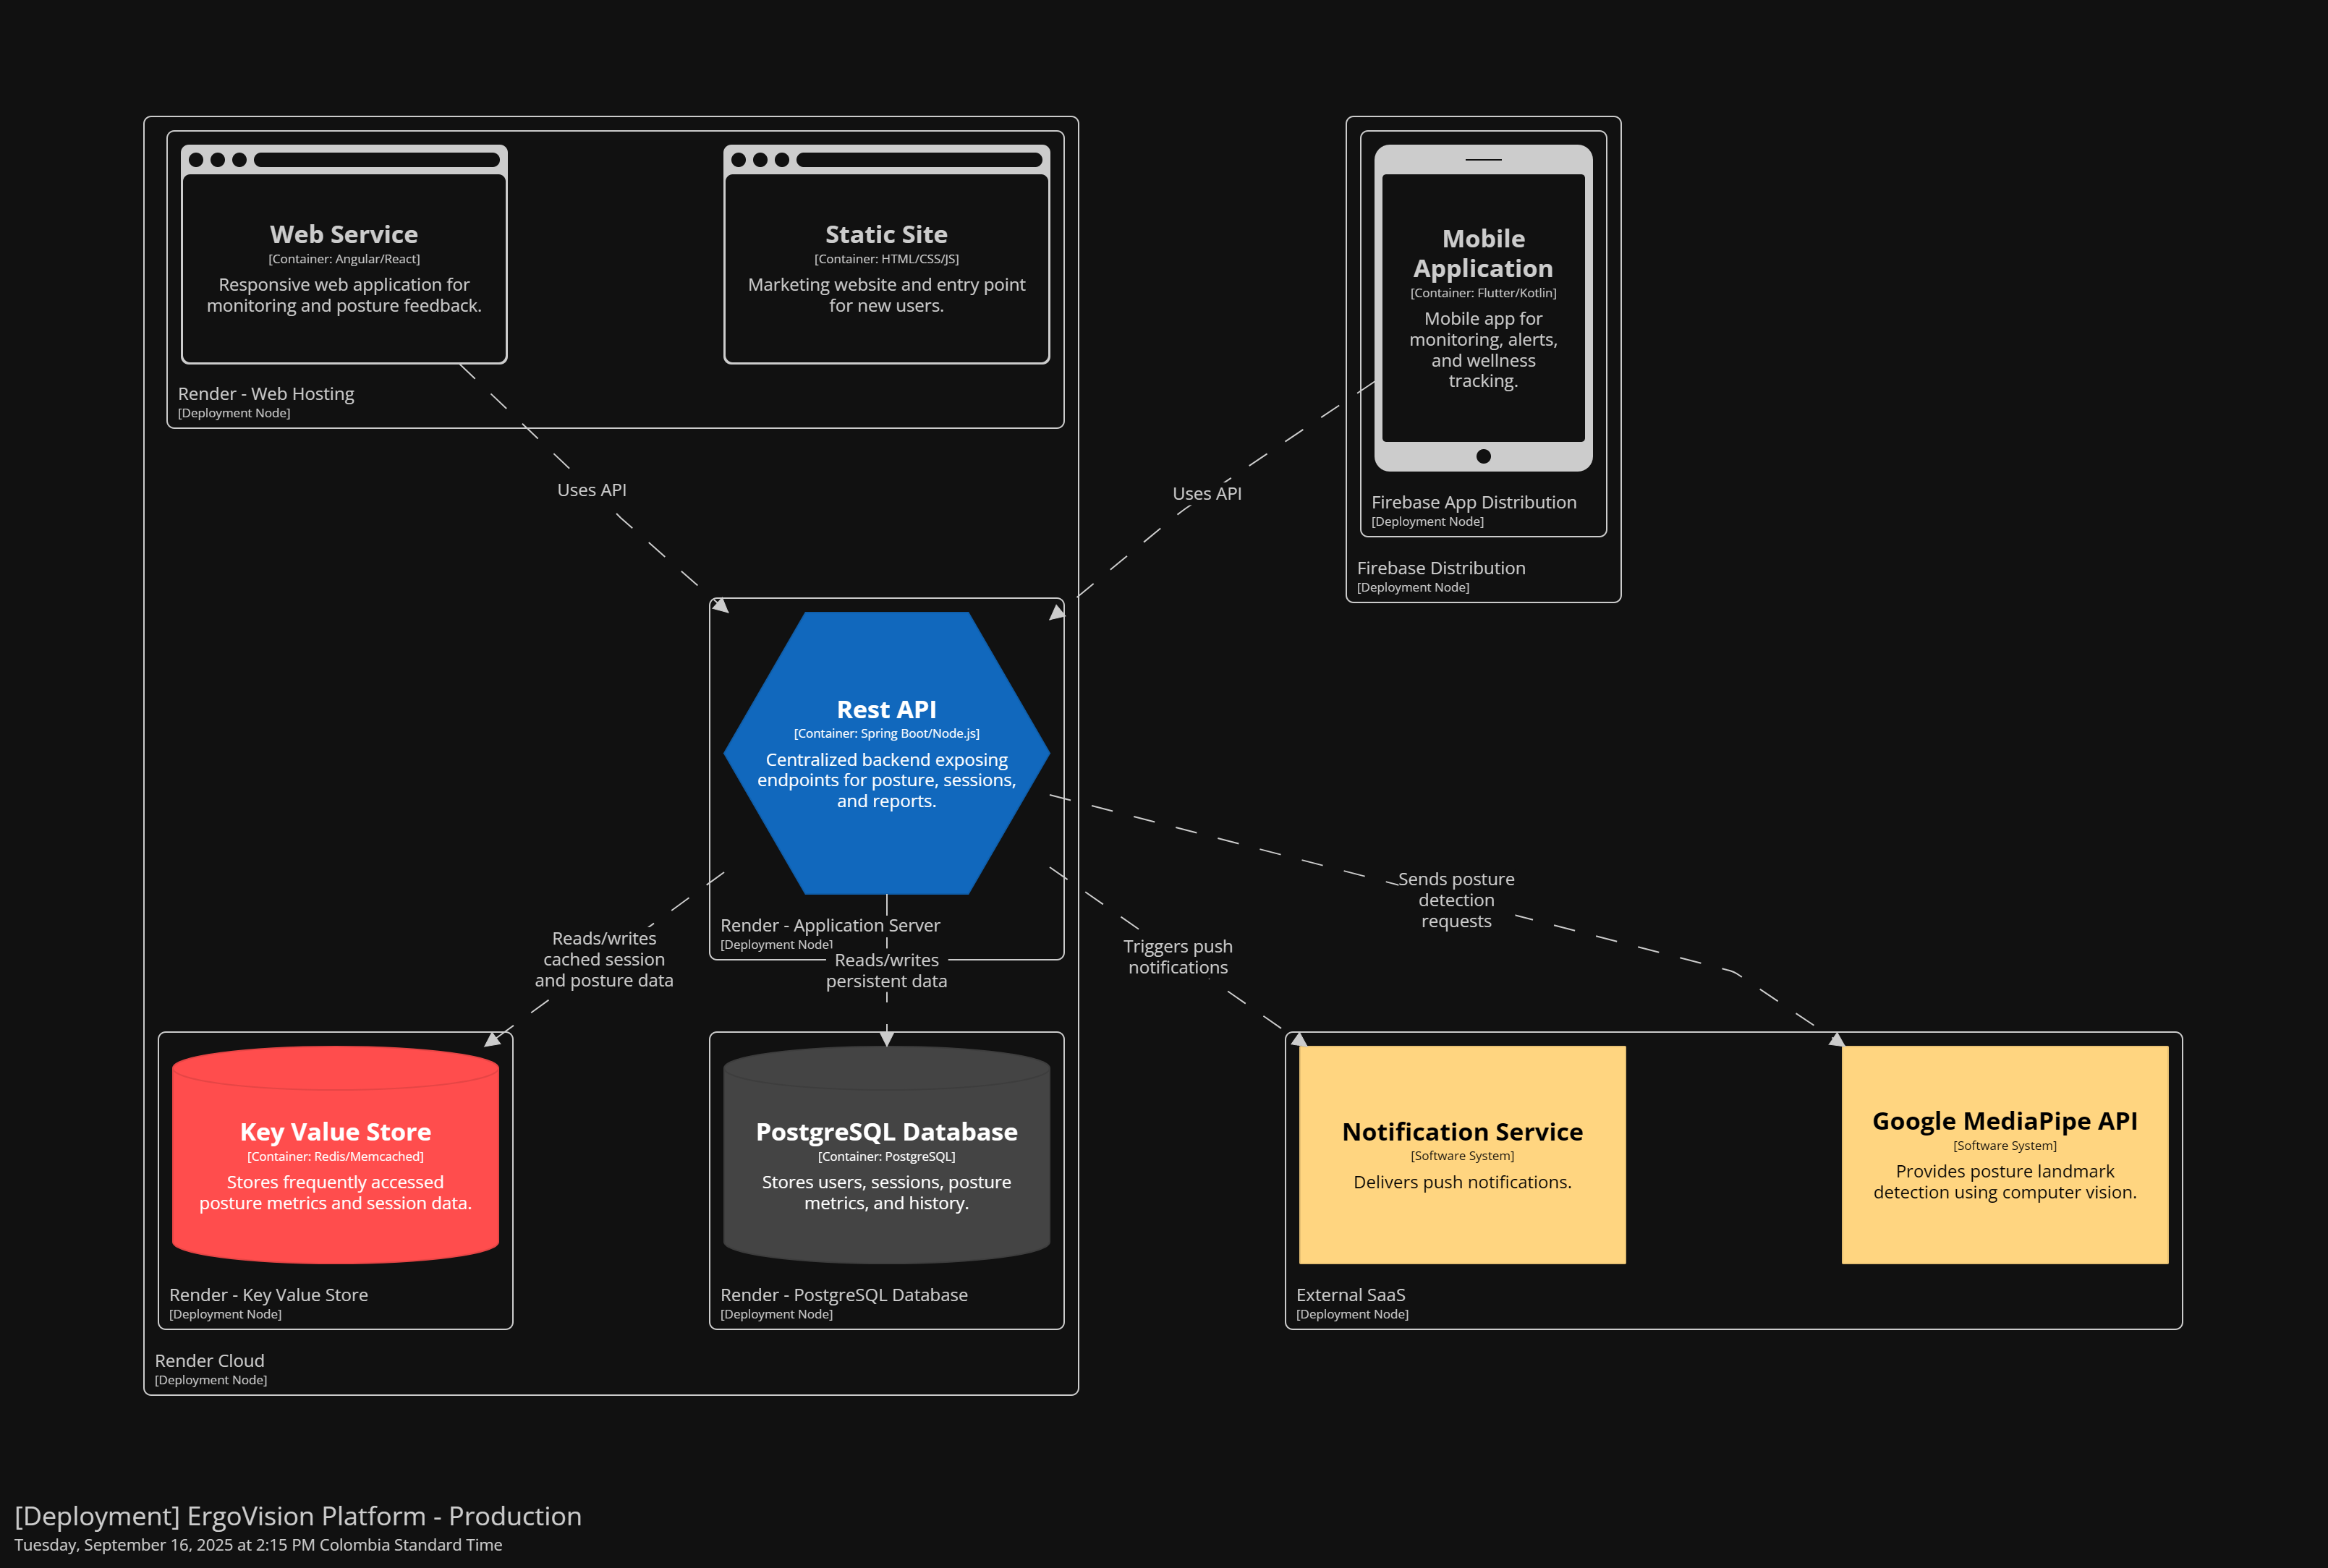 Web Service
[Container: Angular/React]
Responsive web application for
monitoring and posture feedback.
Static Site
[Container: HTML/CSS/JS]
Marketing website and entry point
for new users.
Render - Web Hosting
[Deployment Node]
Mobile
Application
[Container: Flutter/Kotlin]
Mobile app for
monitoring, alerts,
and wellness
tracking.
Firebase App Distribution
[Deployment Node]
Firebase Distribution
[Deployment Node]
Uses API
Uses API
Rest API
[Container: Spring Boot/Node.js]
Centralized backend exposing
endpoints for posture, sessions,
and reports.
Render - Application Server
[Deployment Node]
Reads/writes
cached session
and posture data
Reads/writes
persistent data
Triggers push
notifications
Sends posture
detection
requests
Key Value Store
[Container: Redis/Memcached]
Stores frequently accessed
posture metrics and session data.
Render - Key Value Store
[Deployment Node]
PostgreSQL Database
[Container: PostgreSQL]
Stores users, sessions, posture
metrics, and history.
Render - PostgreSQL Database
[Deployment Node]
Notification Service
[Software System]
Delivers push notifications.
Google MediaPipe API
[Software System]
Provides posture landmark
detection using computer vision.
External SaaS
[Deployment Node]
Render Cloud
[Deployment Node]
[Deployment] ErgoVision Platform - Production
Tuesday, September 16, 2025 at 2:15 PM Colombia Standard Time